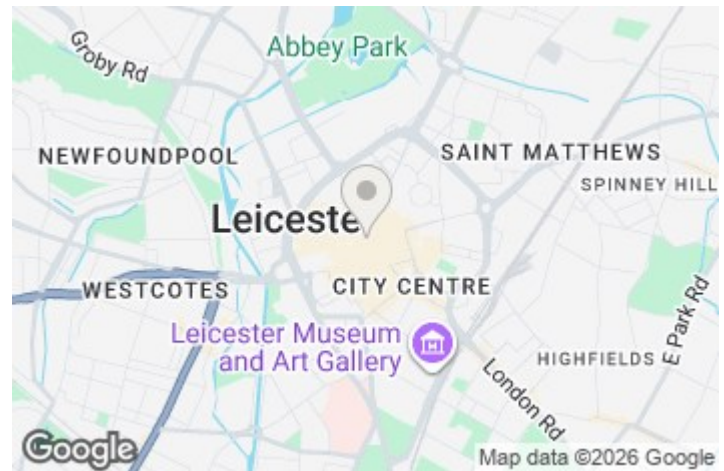 Groby Rd
Abbey Park
NEWFOUNDPOOL
SAINT MATTHEWS
SPINNEY HILL
Leiceste
WESTCOTES
CITY CENTRE
E Park Rd
Leicester Museum
and Art Gallery
HIGHFIELDS
London Rd
Google
Map data ©2026 Google